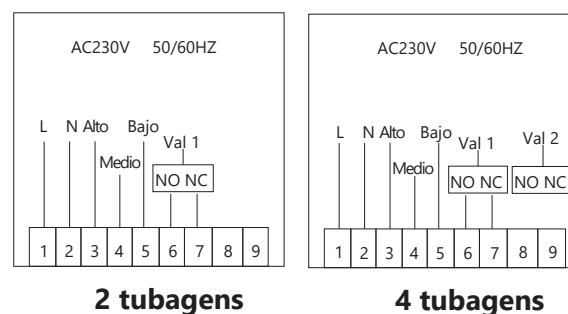 AC230V 50/60HZ
L N Alto Bajo
Val 1
Medio
NO NC
1 2 3 4 5 6 7 8 9
2 tubagens
AC230V 50/60HZ
L N Alto Bajo Val 1 Val 2
Medio
NO NC NO NC
1 2 3 4 5 6 7 8 9
4 tubagens